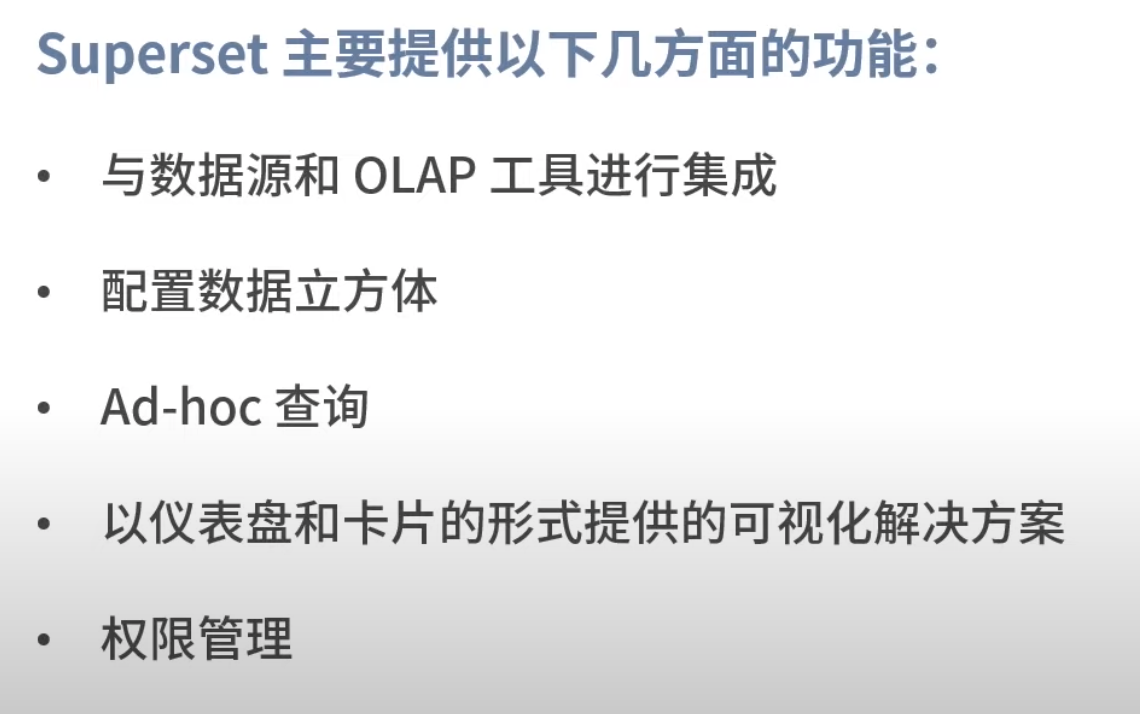 Superset 主要提供以下几方面的功能：
• 与数据源和 OLAP 工具进行集成
• 配置数据立方体
• Ad-hoc 查询
• 以仪表盘和卡片的形式提供的可视化解决方案
• 权限管理